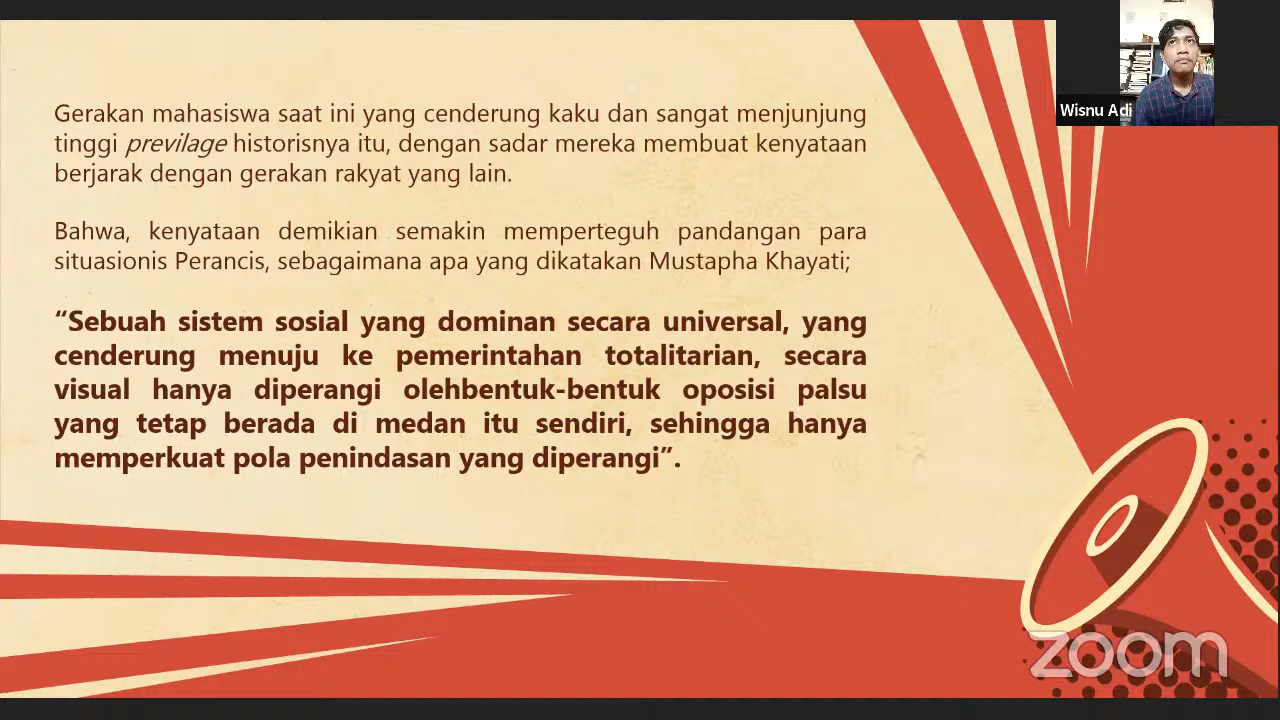 Gerakan mahasiswa saat ini yang cenderung kaku dan sangat menjunjung
tinggi previlage historisnya itu, dengan sadar mereka membuat kenyataan
berjarak dengan gerakan rakyat yang lain.
Bahwa, kenyataan demikian semakin memperteguh pandangan para
situasionis Perancis, sebagaimana apa yang dikatakan Mustapha Khayati;
“Sebuah sistem sosial yang dominan secara universal, yang
cenderung menuju ke pemerintahan totalitarian, secara
visual hanya diperangi olehbentuk-bentuk oposisi palsu
yang tetap berada di medan itu sendiri, sehingga hanya
memperkuat pola penindasan yang diperangi”.
Wisnu Adi
zoom